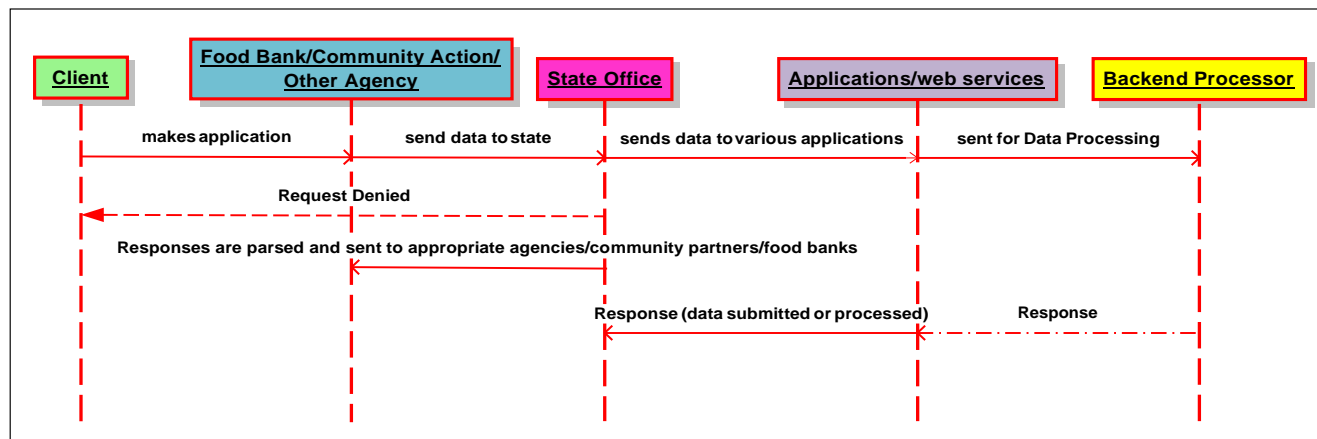 Client
Food Bank/Community Action/
Other Agency
State Office
Applications/web services
Backend Processor
makes application
send data to state
sends data to various applications
sent for Data Processing
Request Denied
Responses are parsed and sent to appropriate agencies/community partners/food banks
Response (data submitted or processed)
Response